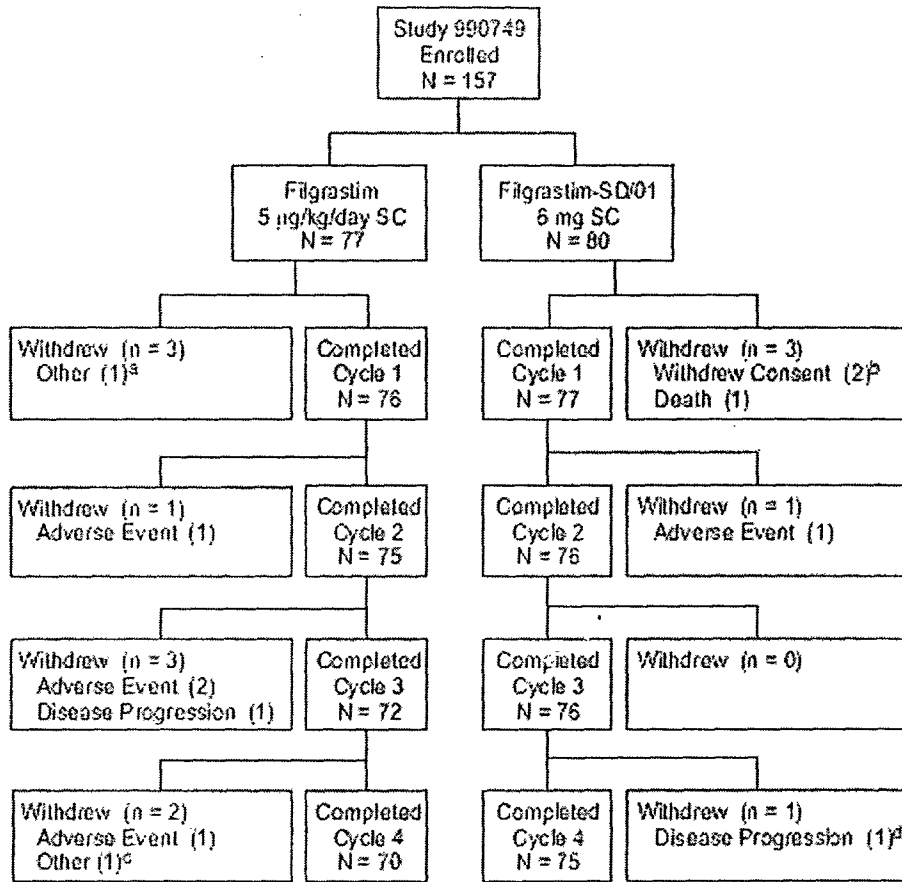 Study 990749
Enrolled
N = 157
Filgrastim
5 µg/kg/day SC
N = 77
Filgrastim-SD/01
6 mg SC
N = 80
Withdrew (n = 3)
Other (1)a
Completed
Cycle 1
N = 76
Completed
Cycle 1
N = 77
Withdrew (n = 3)
Withdrew Consent (2)b
Death (1)
Withdrew (n = 1)
Adverse Event (1)
Completed
Cycle 2
N = 75
Completed
Cycle 2
N = 76
Withdrew (n = 1)
Adverse Event (1)
Withdrew (n = 3)
Adverse Event (2)
Disease Progression (1)
Completed
Cycle 3
N = 72
Completed
Cycle 3
N = 76
Withdrew (n = 0)
Withdrew (n = 2)
Adverse Event (1)
Other (1)c
Completed
Cycle 4
N = 70
Completed
Cycle 4
N = 75
Withdrew (n = 1)
Disease Progression (1)d